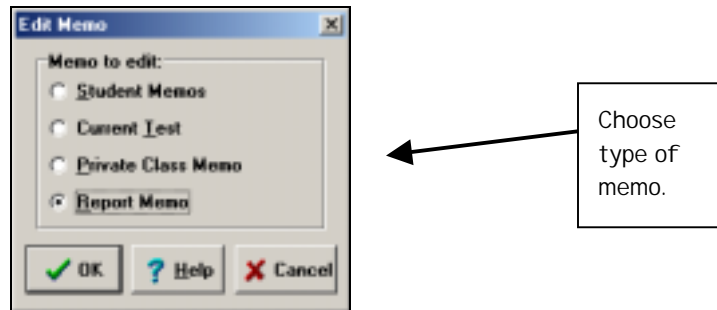 Edit Memo
Memo to edit:
Student Memos
Current Test
Private Class Memo
Report Memo
OK
Help
Cancel
Choose
type of
memo.